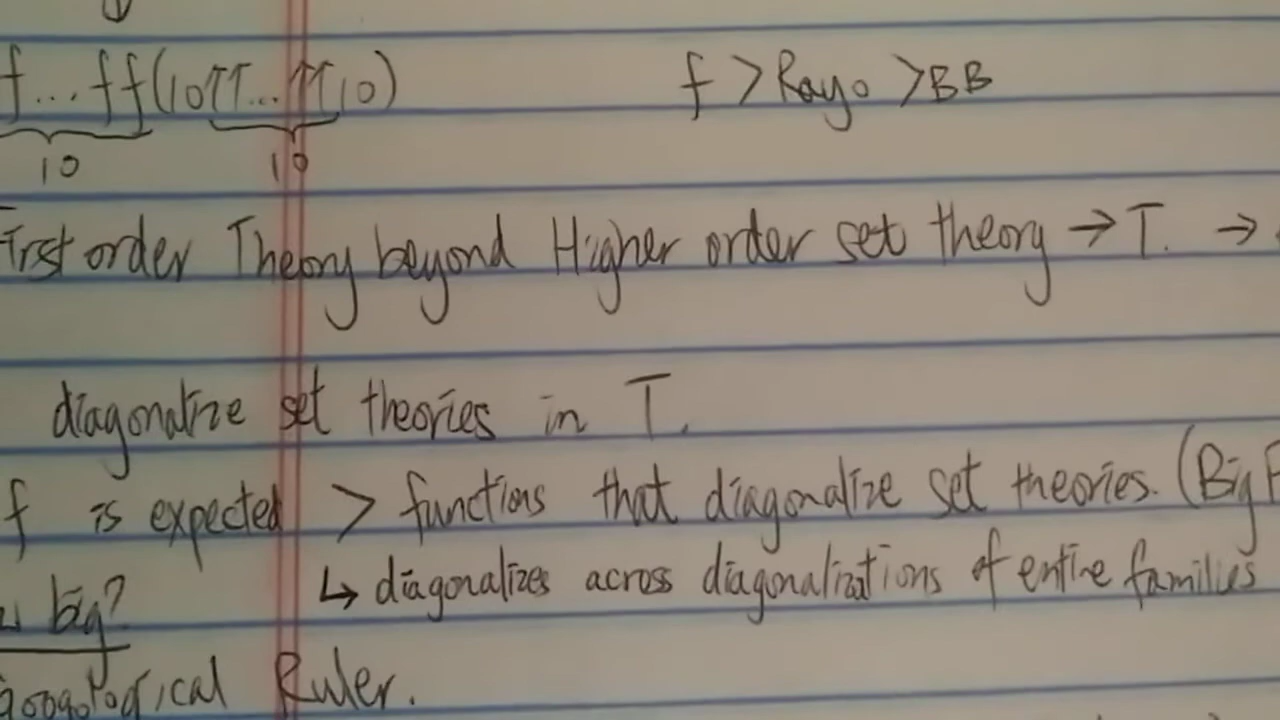 f...ff(10↑↑...↑↑10) f > Rayo > BB
10 10
First order Theory beyond Higher order set theory → T. →
diagonalize set theories in T.
f is expected > functions that diagonalize set theories. (Big F
↳ diagonalizes across diagonalizations of entire families
big?
googological Ruler.